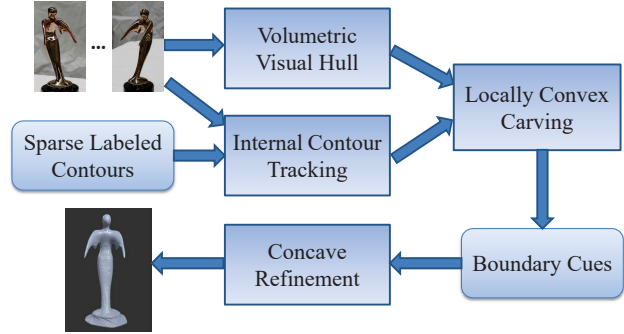 ...
Volumetric
Visual Hull
Locally Convex
Carving
Sparse Labeled
Contours
Internal Contour
Tracking
Concave
Refinement
Boundary Cues